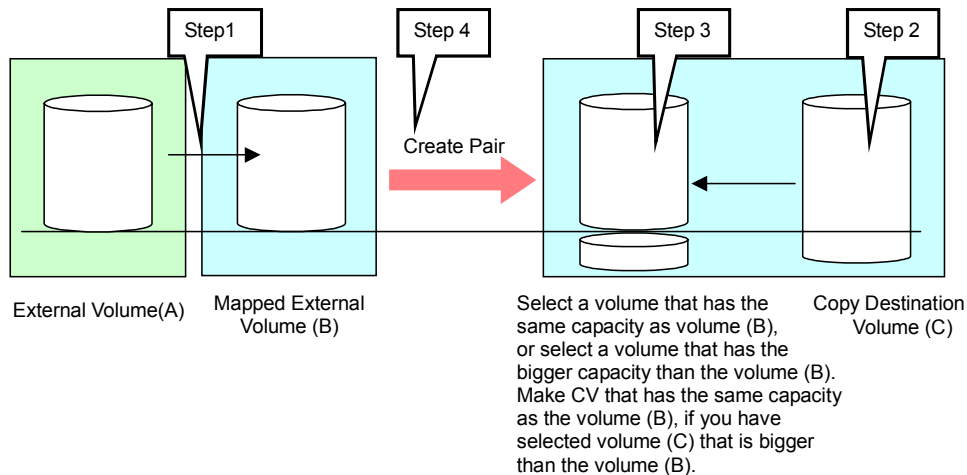 Step1
Step 4
Step 3
Step 2
Create Pair
External Volume(A)
Mapped External
Volume (B)
Select a volume that has the
same capacity as volume (B),
or select a volume that has the
bigger capacity than the volume (B).
Make CV that has the same capacity
as the volume (B), if you have
selected volume (C) that is bigger
than the volume (B).
Copy Destination
Volume (C)